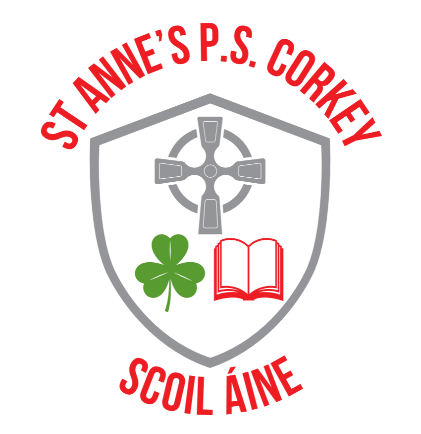 ST ANNE'S P.S. CORKEY
SCOIL ÁINE